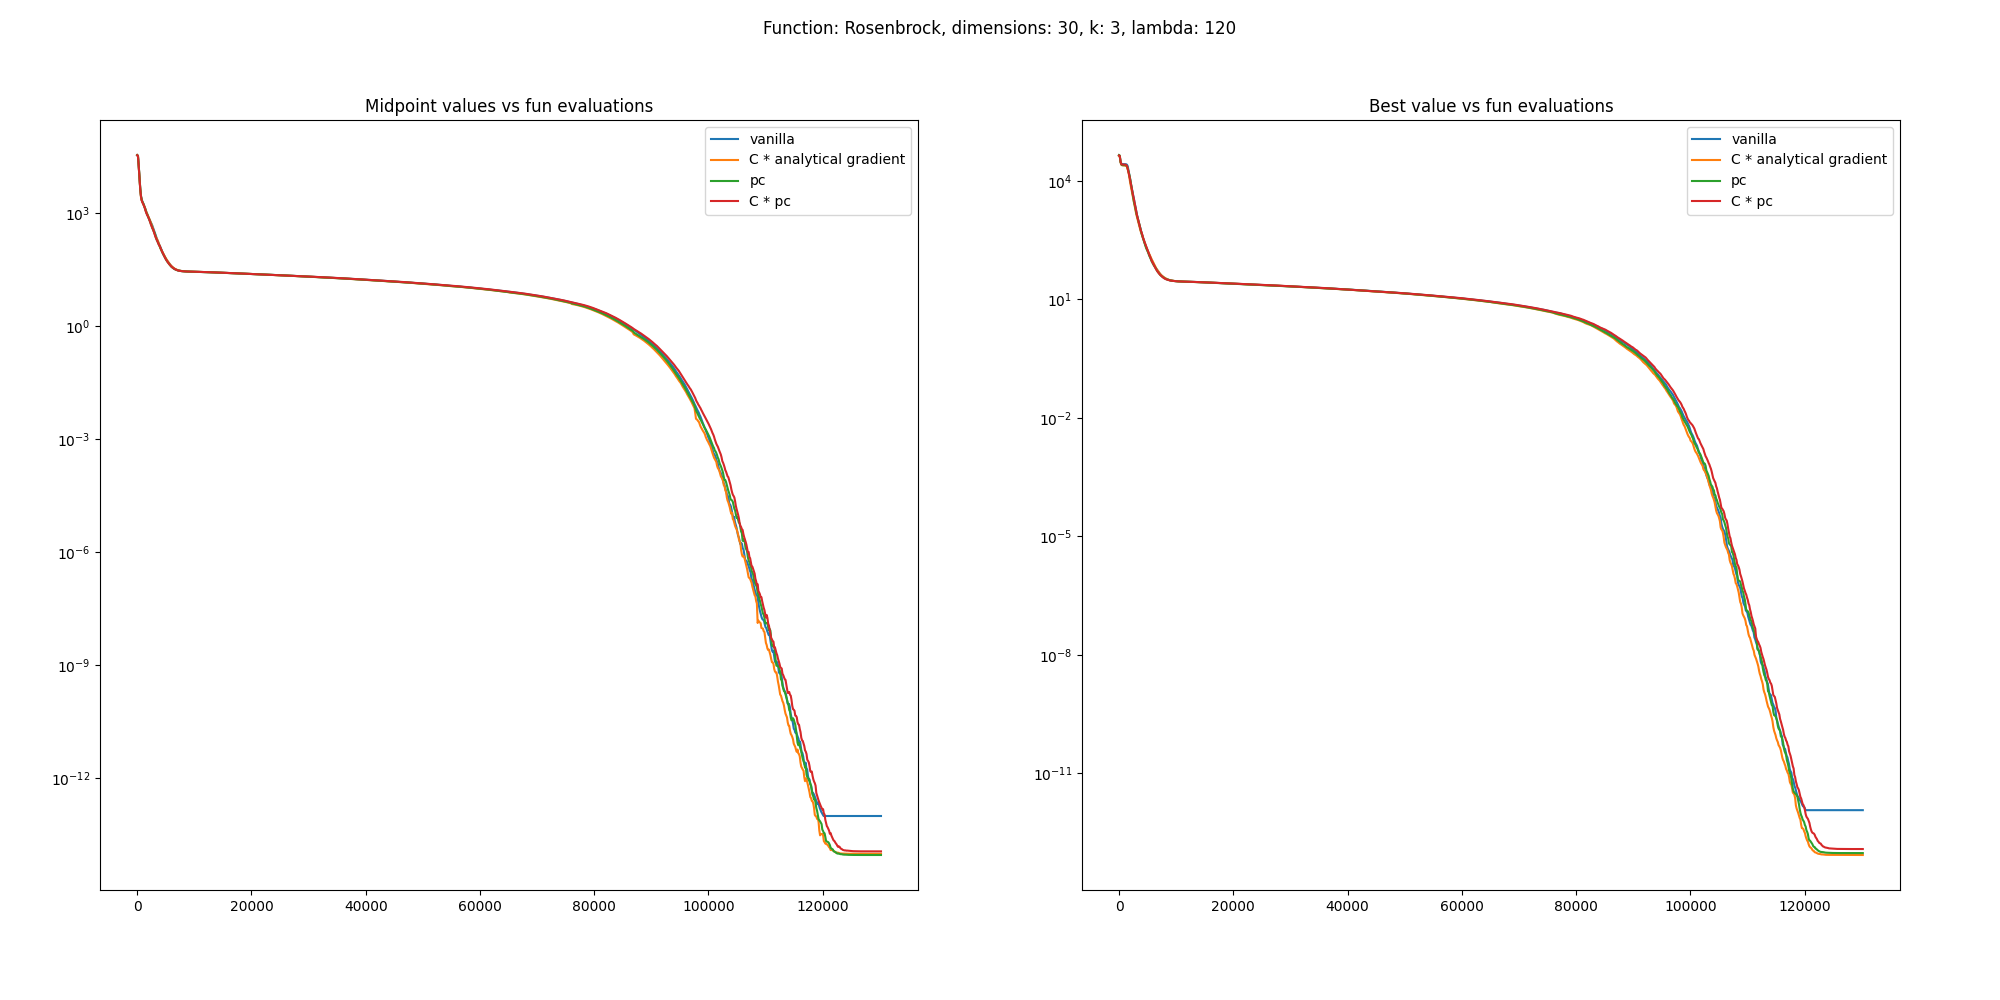 Function: Rosenbrock, dimensions: 30, k: 3, lambda: 120
Midpoint values vs fun evaluations
vanilla
C * analytical gradient
pc
C * pc
10³
10⁰
10⁻³
10⁻⁶
10⁻⁹
10⁻¹²
0 20000 40000 60000 80000 100000 120000
Best value vs fun evaluations
vanilla
C * analytical gradient
pc
C * pc
10⁴
10¹
10⁻²
10⁻⁵
10⁻⁸
10⁻¹¹
0 20000 40000 60000 80000 100000 120000